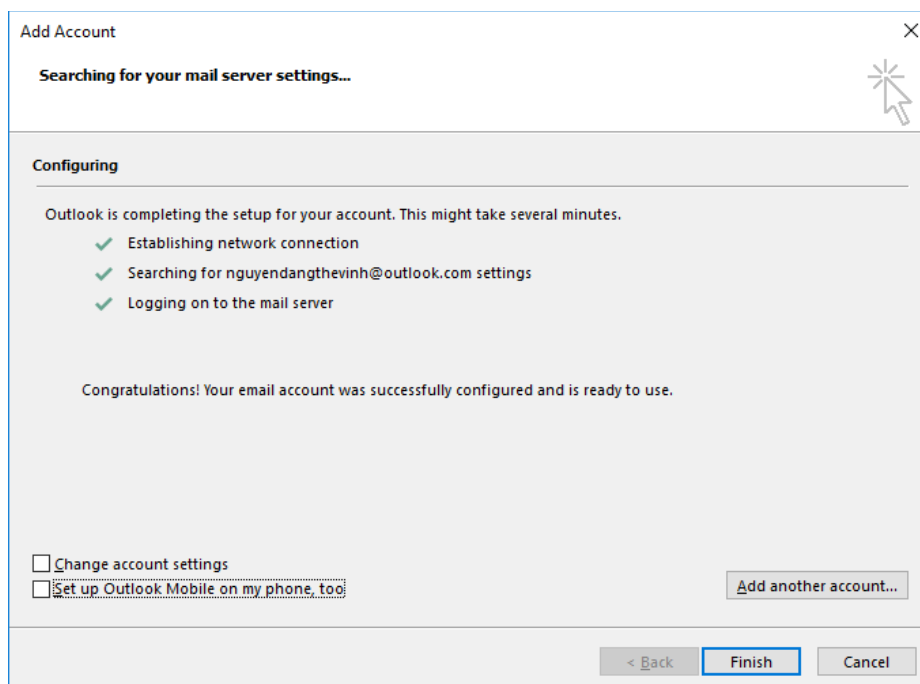 Add Account
Searching for your mail server settings...
Configuring
Outlook is completing the setup for your account. This might take several minutes.
Establishing network connection
Searching for nguyendangthevinh@outlook.com settings
Logging on to the mail server
Congratulations! Your email account was successfully configured and is ready to use.
Change account settings
Set up Outlook Mobile on my phone, too
Add another account...
< Back Finish Cancel